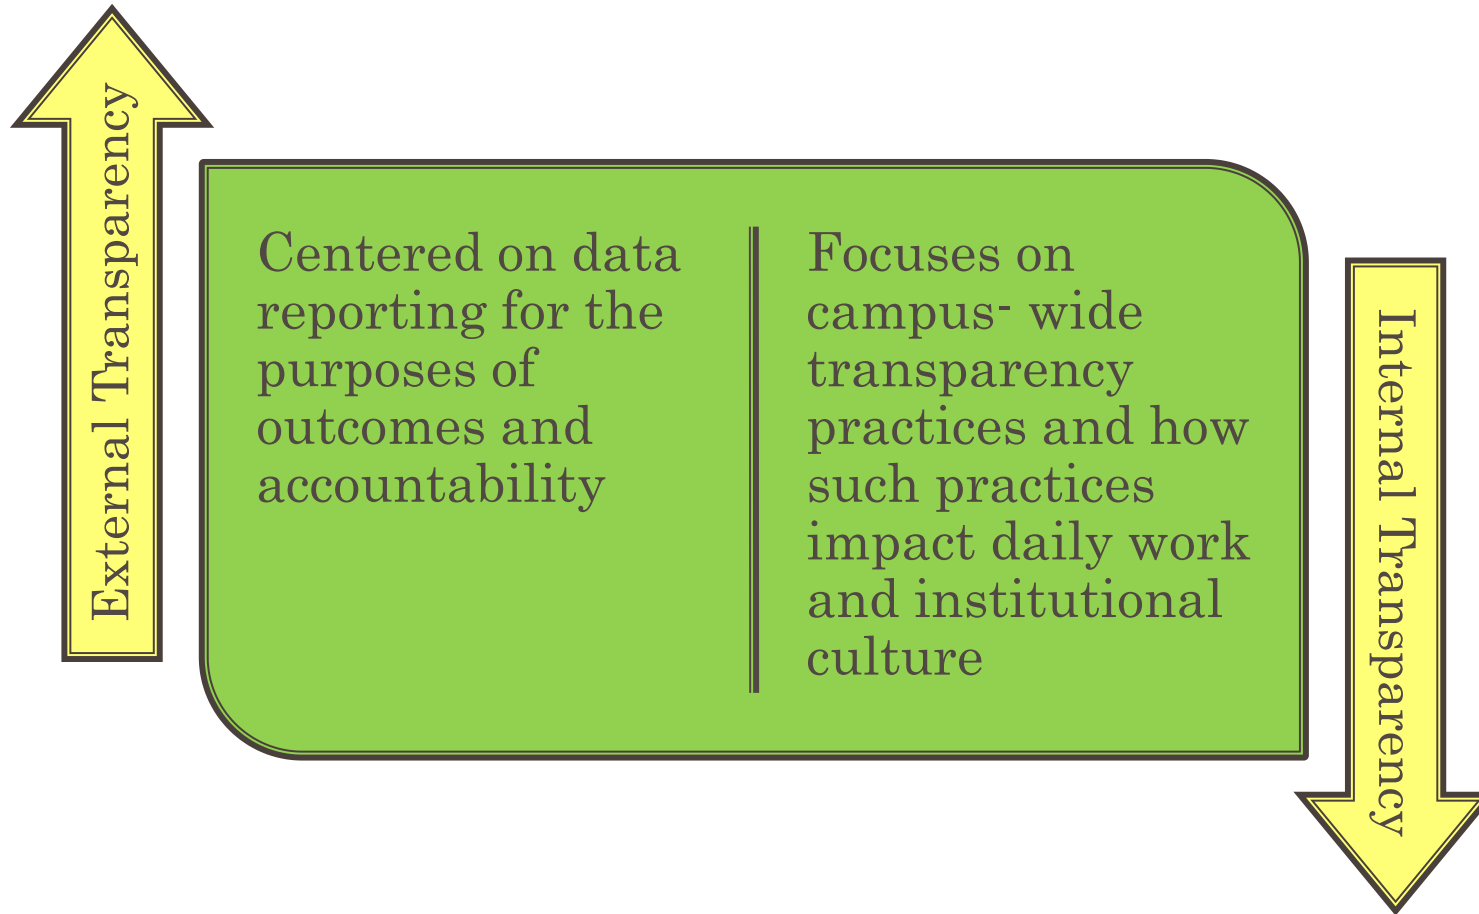 External Transparency
Centered on data
reporting for the
purposes of
outcomes and
accountability
Focuses on
campus- wide
transparency
practices and how
such practices
impact daily work
and institutional
culture
Internal Transparency